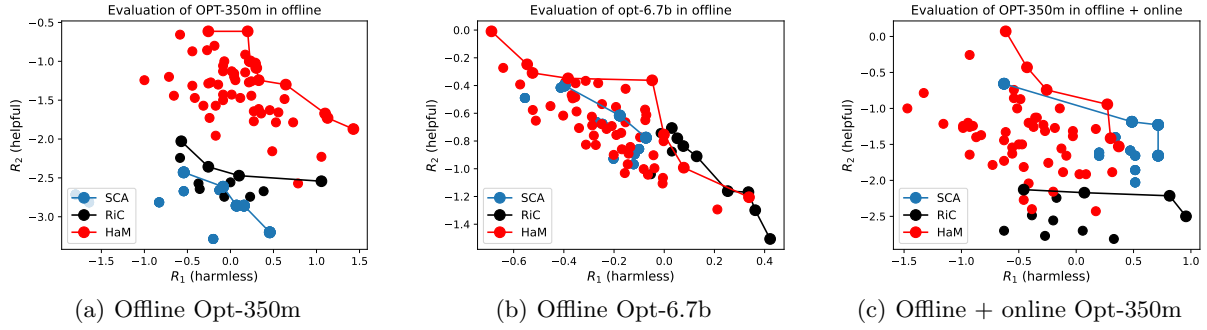 Evaluation of OPT-350m in offline
R2 (helpful)
−0.5
−1.0
−1.5
−2.0
−2.5
−3.0
SCA
RiC
HaM
−1.5 −1.0 −0.5 0.0 0.5 1.0 1.5
R1 (harmless)
(a) Offline Opt-350m
Evaluation of opt-6.7b in offline
R2 (helpful)
0.0
−0.2
−0.4
−0.6
−0.8
−1.0
−1.2
−1.4
SCA
RiC
HaM
−0.6 −0.4 −0.2 0.0 0.2 0.4
R1 (harmless)
(b) Offline Opt-6.7b
Evaluation of OPT-350m in offline + online
R2 (helpful)
0.0
−0.5
−1.0
−1.5
−2.0
−2.5
SCA
RiC
HaM
−1.5 −1.0 −0.5 0.0 0.5 1.0
R1 (harmless)
(c) Offline + online Opt-350m